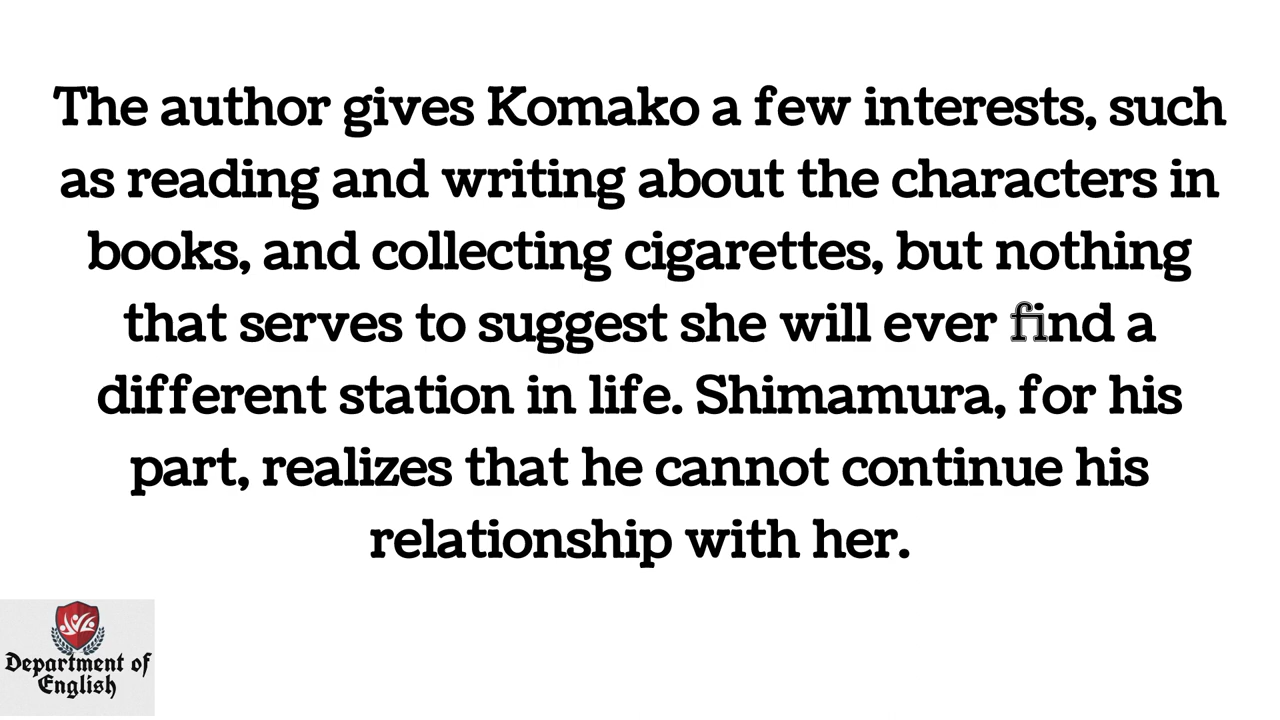 The author gives Komako a few interests, such
as reading and writing about the characters in
books, and collecting cigarettes, but nothing
that serves to suggest she will ever find a
different station in life. Shimamura, for his
part, realizes that he cannot continue his
relationship with her.
Department of
English